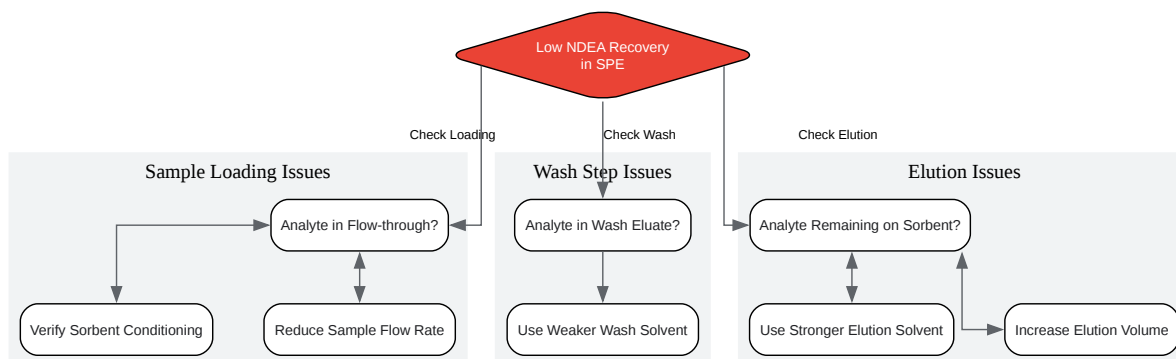 Low NDEA Recovery
in SPE
Check Loading
Check Wash
Check Elution
Sample Loading Issues
Wash Step Issues
Elution Issues
Analyte in Flow-through?
Analyte in Wash Eluate?
Analyte Remaining on Sorbent?
Verify Sorbent Conditioning
Reduce Sample Flow Rate
Use Weaker Wash Solvent
Use Stronger Elution Solvent
Increase Elution Volume